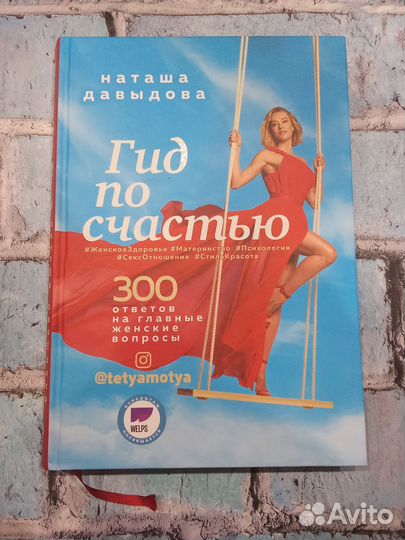 наташа
давыдова
Гид
по
счастью
#ЖенскоеЗдоровье #Материнство #Психология
#СексОтношения #СтильКрасота
300
ответов
на главные
женские
вопросы
@tetyamotya
WELPS
Avito